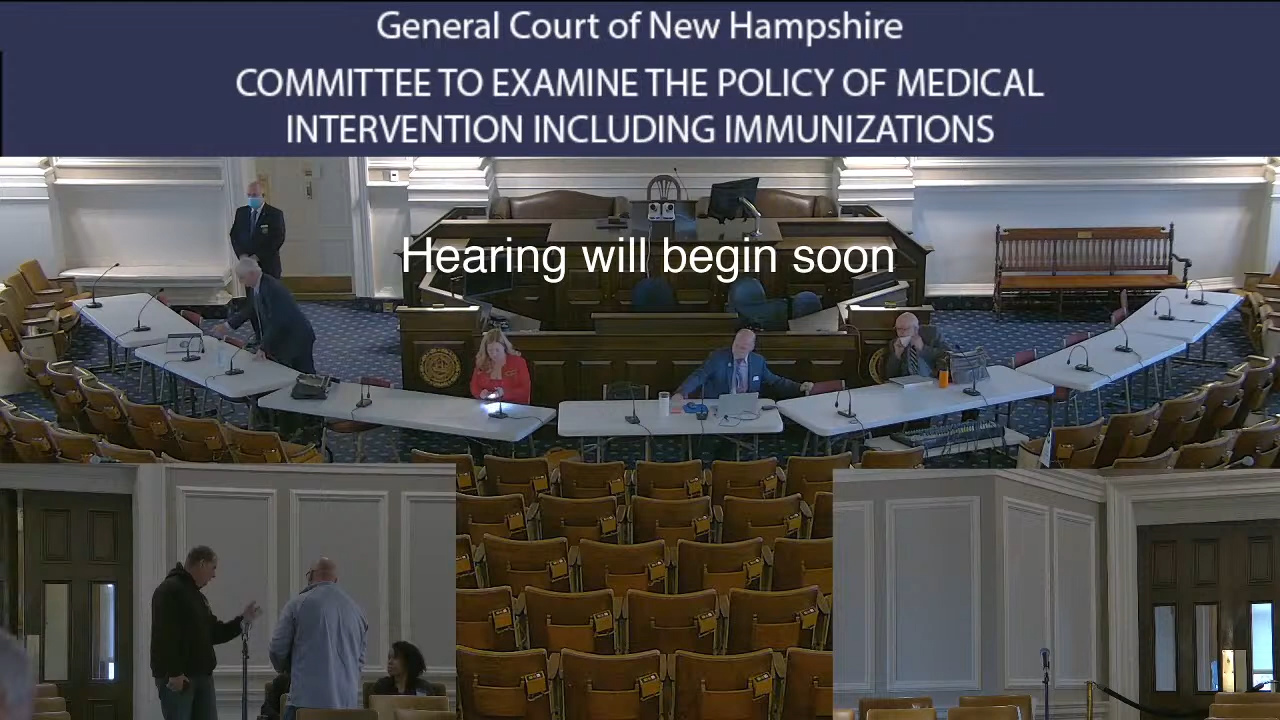 General Court of New Hampshire
COMMITTEE TO EXAMINE THE POLICY OF MEDICAL
INTERVENTION INCLUDING IMMUNIZATIONS
Hearing will begin soon